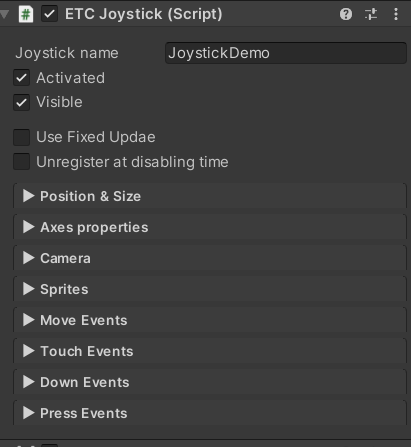 ETC Joystick (Script)
Joystick name JoystickDemo
Activated
Visible
Use Fixed Updae
Unregister at disabling time
Position & Size
Axes properties
Camera
Sprites
Move Events
Touch Events
Down Events
Press Events